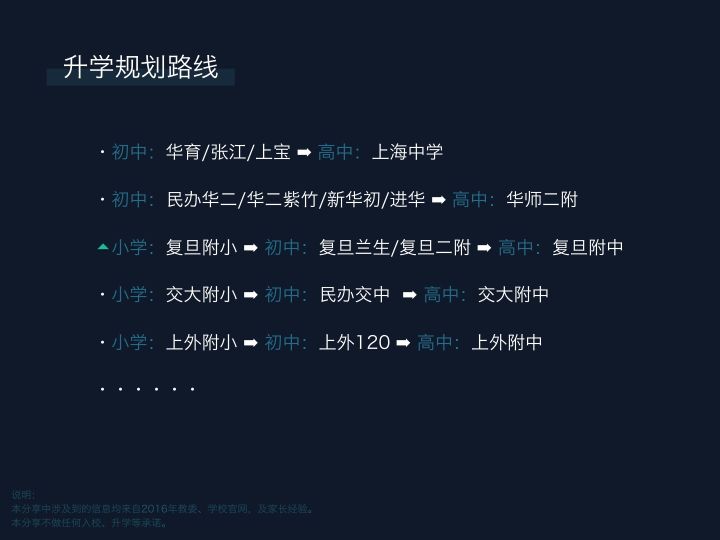 升学规划路线
·初中：华育/张江/上宝 ➡ 高中：上海中学
·初中：民办华二/华二紫竹/新华初/进华 ➡ 高中：华师二附
小学：复旦附小 ➡ 初中：复旦兰生/复旦二附 ➡ 高中：复旦附中
·小学：交大附小 ➡ 初中：民办交中 ➡ 高中：交大附中
·小学：上外附小 ➡ 初中：上外120 ➡ 高中：上外附中
······
说明：
本分享中涉及到的信息均来自2016年教委、学校官网、及家长经验。
本分享不做任何入校、升学等承诺。